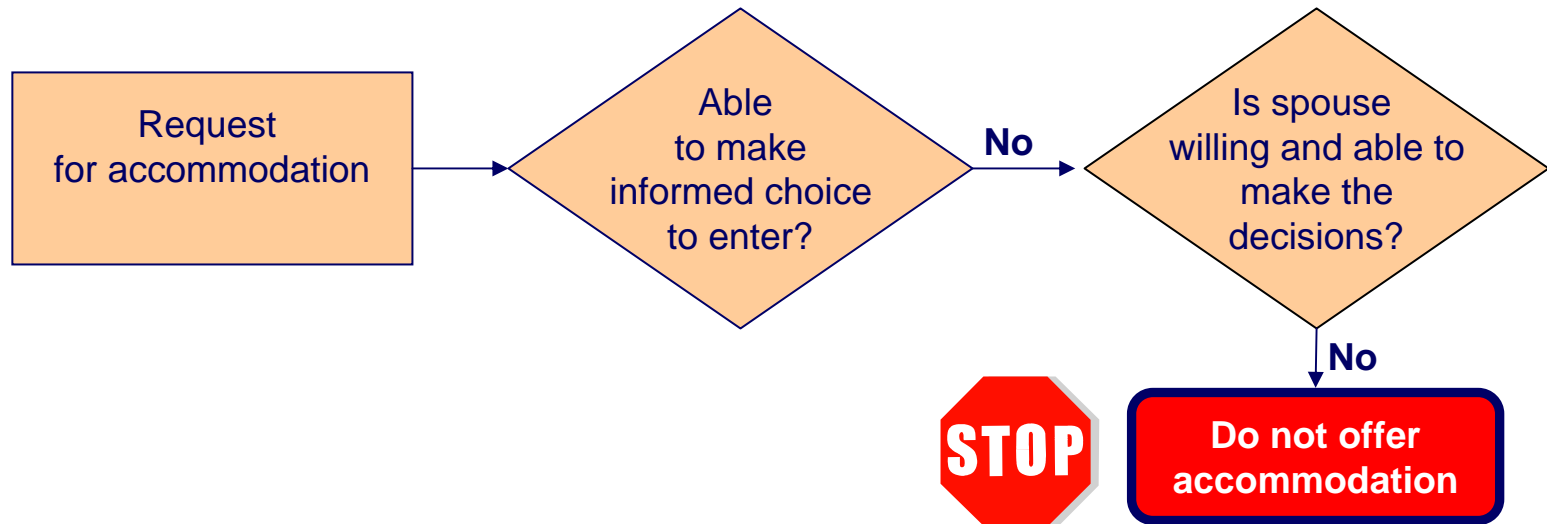 Request
for accommodation
Able
to make
informed choice
to enter?
No
Is spouse
willing and able to
make the
decisions?
No
STOP
Do not offer
accommodation